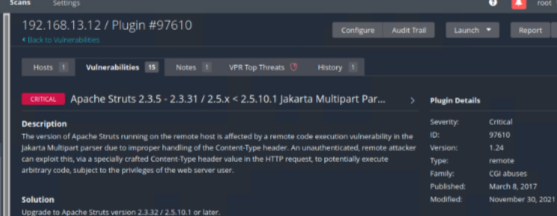 Scans Settings root
192.168.13.12 / Plugin #97610
Configure Audit Trail Launch Report
Back to Vulnerabilities
Hosts 1 Vulnerabilities 15 Notes 1 VPR Top Threats History 1
CRITICAL Apache Struts 2.3.5 - 2.3.31 / 2.5.x < 2.5.10.1 Jakarta Multipart Par...
Plugin Details
Description
The version of Apache Struts running on the remote host is affected by a remote code execution vulnerability in the
Jakarta Multipart parser due to improper handling of the Content-Type header. An unauthenticated, remote attacker
can exploit this, via a specially crafted Content-Type header value in the HTTP request, to potentially execute
arbitrary code, subject to the privileges of the web server user.
Severity: Critical
ID: 97610
Version: 1.24
Type: remote
Family: CGI abuses
Published: March 8, 2017
Modified: November 30, 2021
Solution
Upgrade to Apache Struts version 2.3.32 / 2.5.10.1 or later.